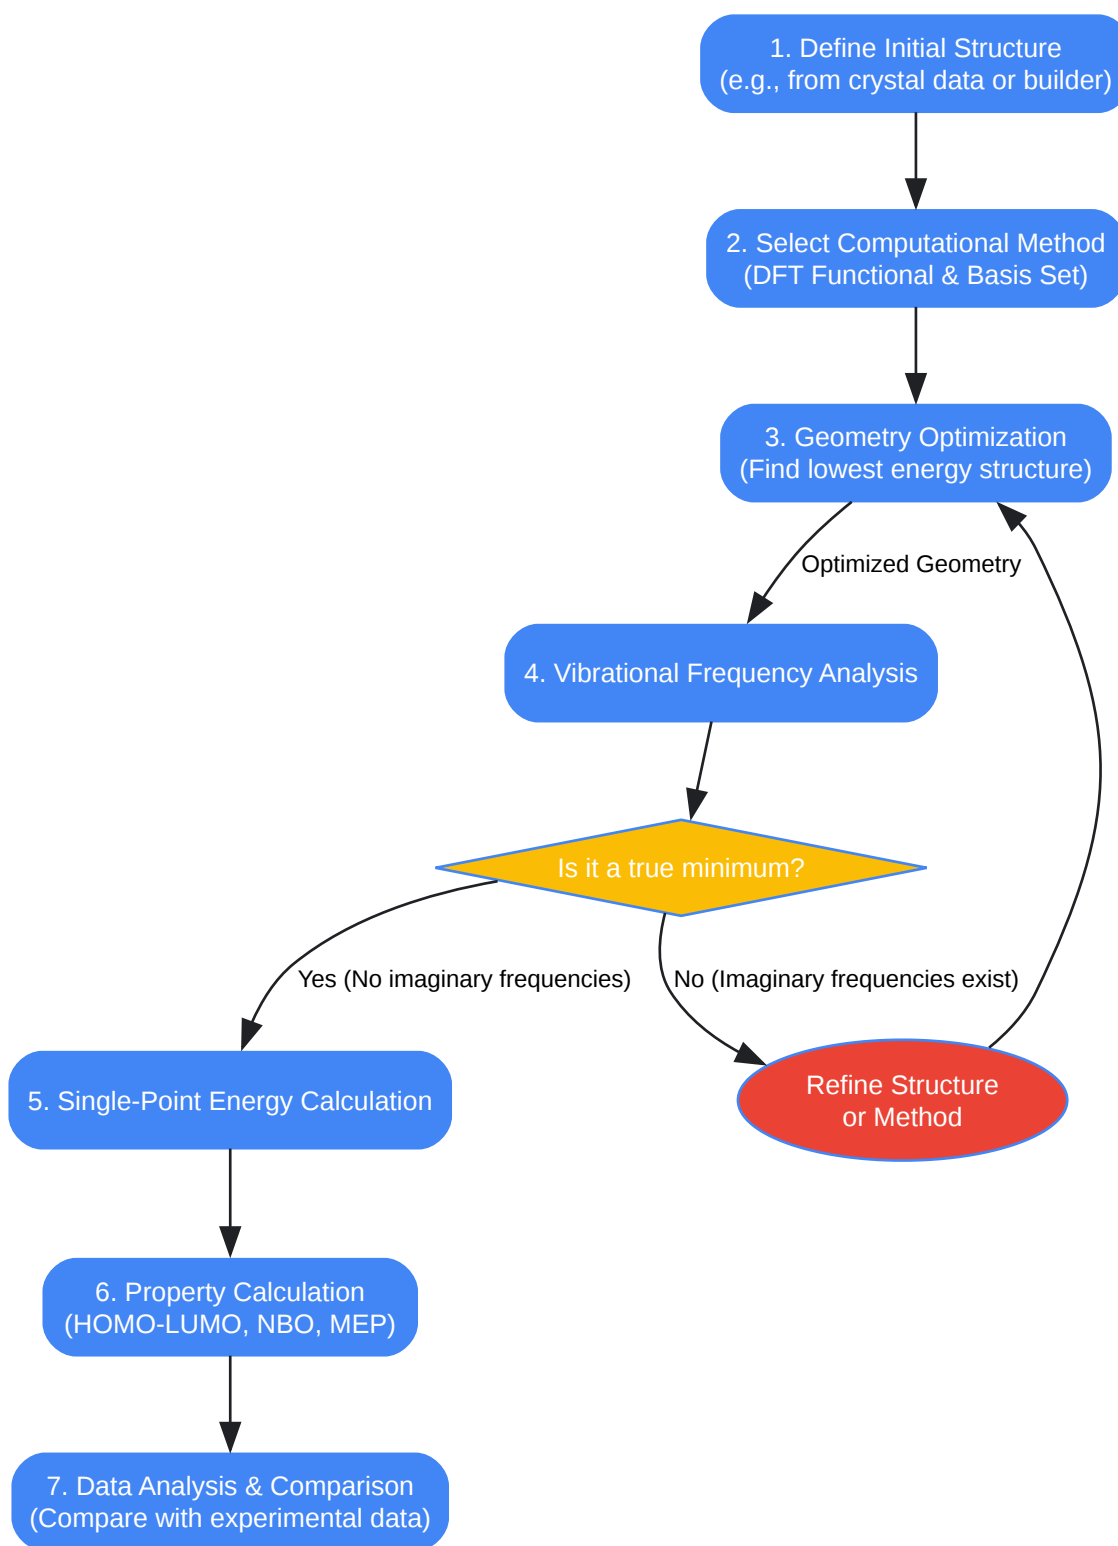 1. Define Initial Structure
(e.g., from crystal data or builder)
2. Select Computational Method
(DFT Functional & Basis Set)
3. Geometry Optimization
(Find lowest energy structure)
Optimized Geometry
4. Vibrational Frequency Analysis
Is it a true minimum?
Yes (No imaginary frequencies)
No (Imaginary frequencies exist)
5. Single-Point Energy Calculation
Refine Structure
or Method
6. Property Calculation
(HOMO-LUMO, NBO, MEP)
7. Data Analysis & Comparison
(Compare with experimental data)